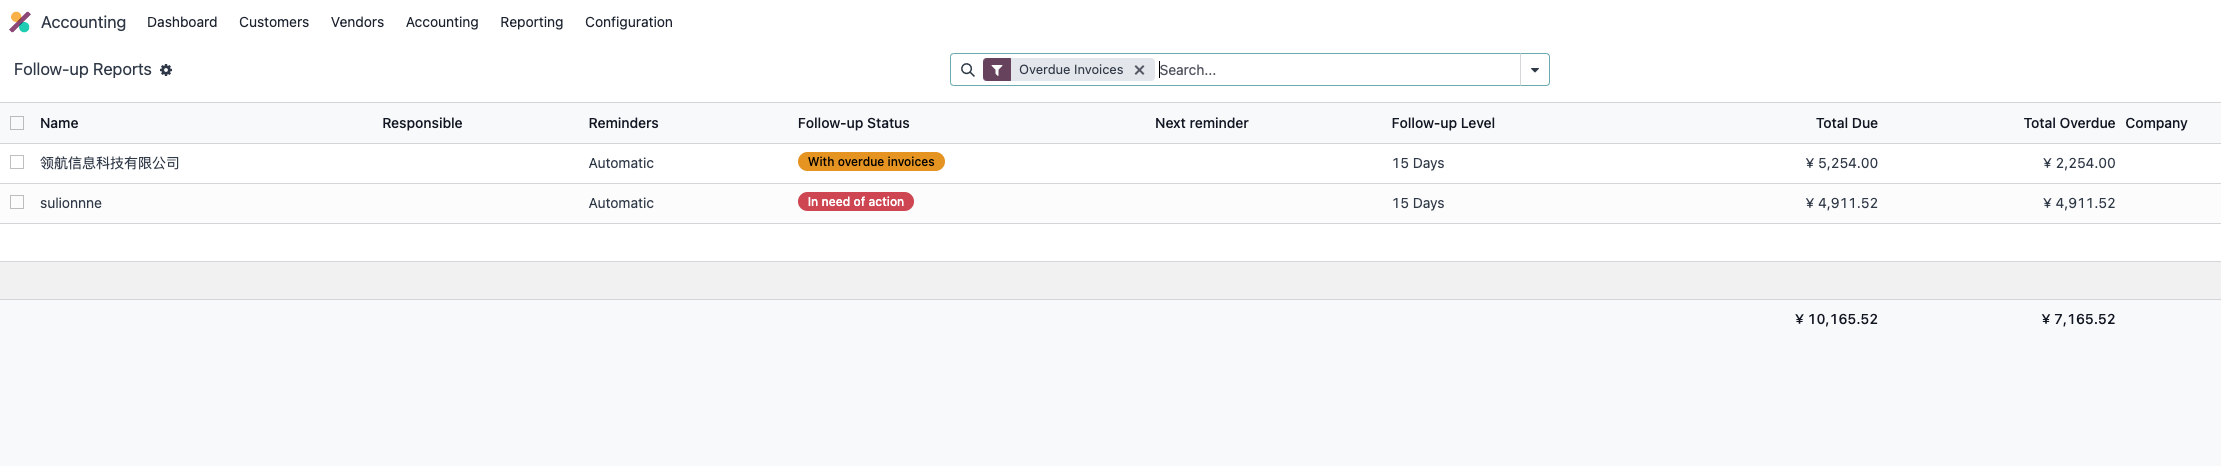 Accounting Dashboard Customers Vendors Accounting Reporting Configuration
Follow-up Reports Overdue Invoices Search...
Name Responsible Reminders Follow-up Status Next reminder Follow-up Level Total Due Total Overdue Company
领航信息科技有限公司 Automatic With overdue invoices 15 Days ¥ 5,254.00 ¥ 2,254.00
sulionnne Automatic In need of action 15 Days ¥ 4,911.52 ¥ 4,911.52
¥ 10,165.52 ¥ 7,165.52